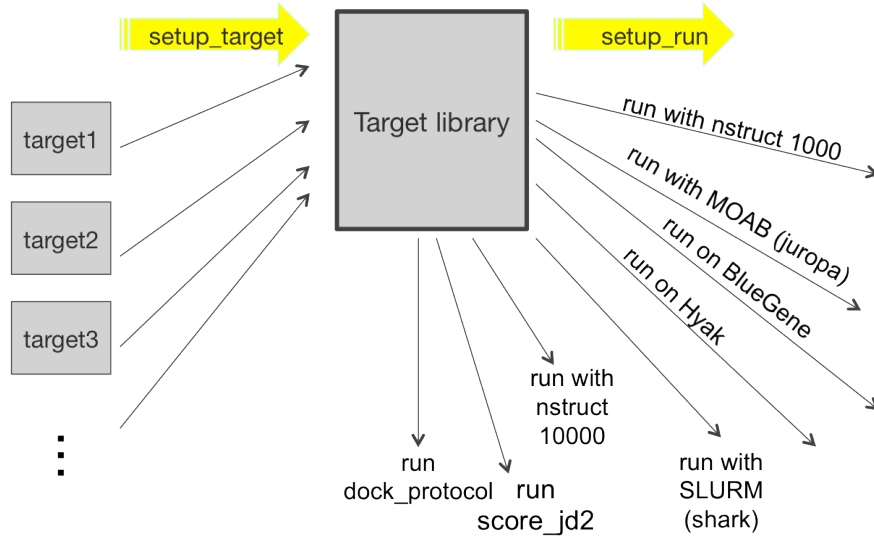 setup_target
setup_run
target1
target2
target3
Target library
run with nstruct 1000
run with MOAB (juropa)
run on BlueGene
run on Hyak
run with
nstruct
10000
run
dock_protocol
run
score_jd2
run with
SLURM
(shark)